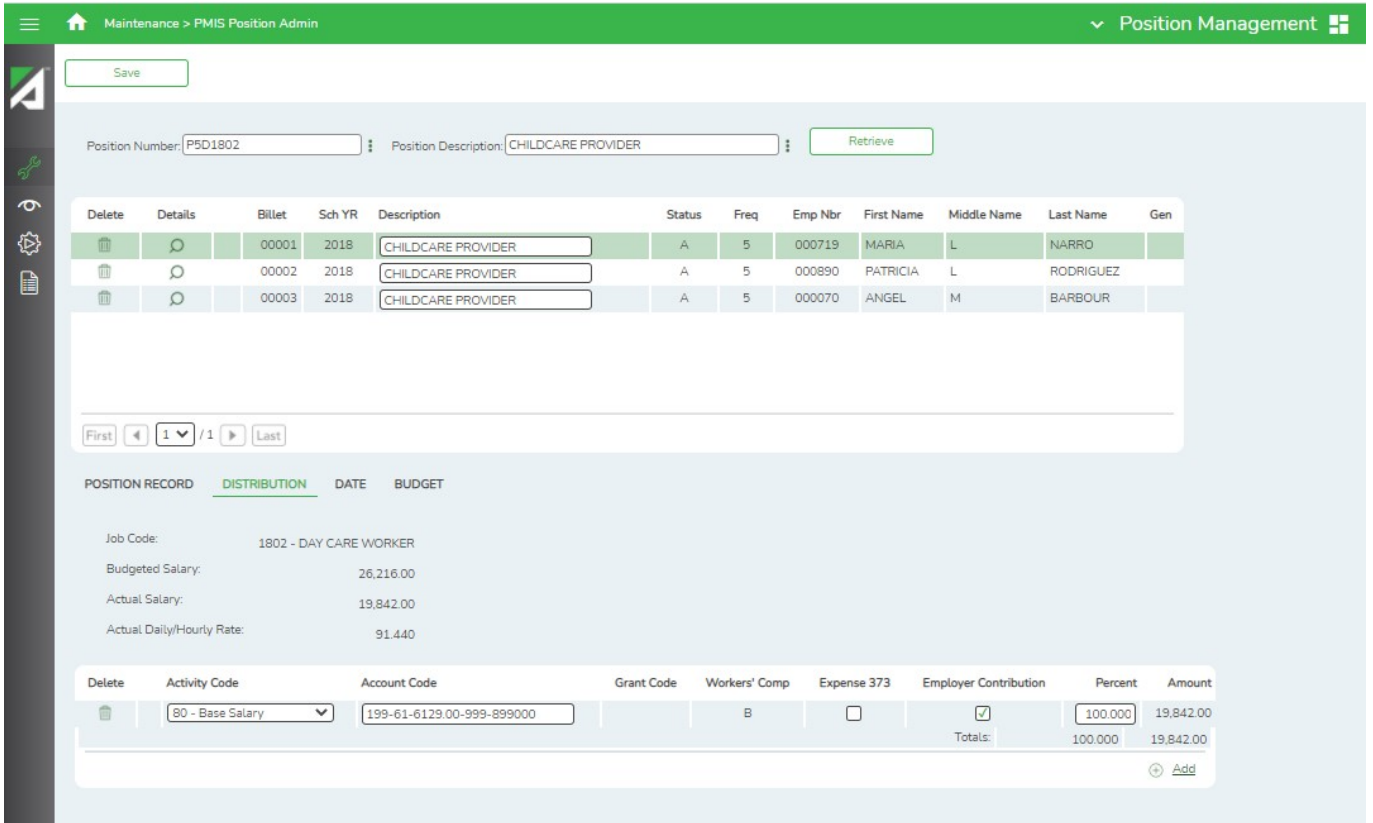 Maintenance > PMIS Position Admin
Position Management
Save
Position Number: P5D1802 Position Description: CHILDCARE PROVIDER Retrieve
Delete Details Billet Sch YR Description Status Freq Emp Nbr First Name Middle Name Last Name Gen
00001 2018 CHILDCARE PROVIDER A 5 000719 MARIA L NARRO
00002 2018 CHILDCARE PROVIDER A 5 000890 PATRICIA L RODRIGUEZ
00003 2018 CHILDCARE PROVIDER A 5 000070 ANGEL M BARBOUR
First 1 / 1 Last
POSITION RECORD DISTRIBUTION DATE BUDGET
Job Code: 1802 - DAY CARE WORKER
Budgeted Salary: 26,216.00
Actual Salary: 19,842.00
Actual Daily/Hourly Rate: 91.440
Delete Activity Code Account Code Grant Code Workers' Comp Expense 373 Employer Contribution Percent Amount
80 - Base Salary 199-61-6129.00-999-899000 B 100.000 19,842.00
Totals: 100.000 19,842.00
Add